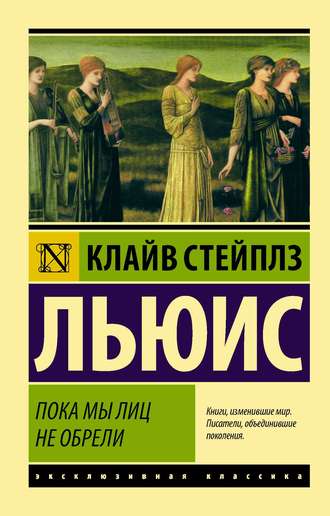 КЛАЙВ СТЕЙПЛЗ
ЛЬЮИС
ПОКА МЫ ЛИЦ
НЕ ОБРЕЛИ
Книги, изменившие мир.
Писатели, объединившие
поколения.
эксклюзивная классика